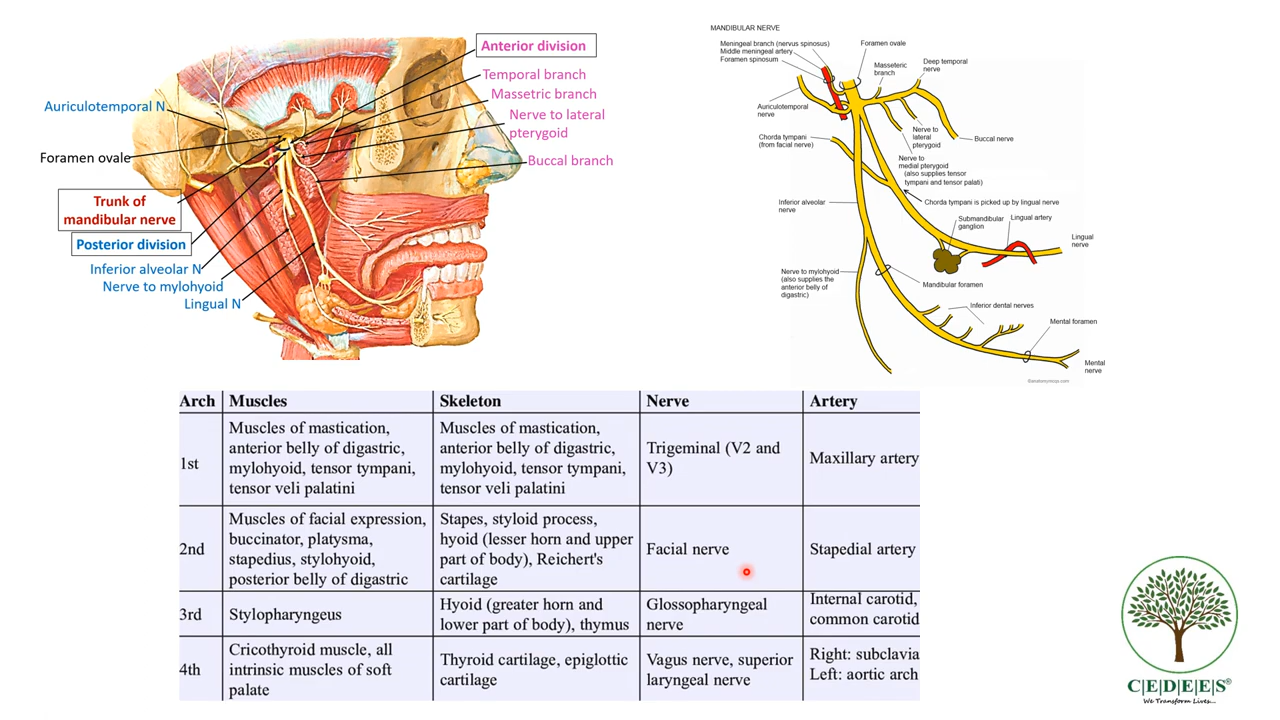 Anterior division
Temporal branch
Massetric branch
Nerve to lateral
pterygoid
Buccal branch
Auriculotemporal N.
Foramen ovale
Trunk of
mandibular nerve
Posterior division
Inferior alveolar N
Nerve to mylohyoid
Lingual N
MANDIBULAR NERVE
Meningeal branch (nervus spinosus)
Middle meningeal artery
Foramen spinosum
Foramen ovale
Masseteric
branch
Deep temporal
nerve
Auriculotemporal
nerve
Chorda tympani
(from facial nerve)
Nerve to
lateral
pterygoid
Buccal nerve
Nerve to
medial pterygoid
(also supplies tensor
tympani and tensor palati)
Inferior alveolar
nerve
Chorda tympani is picked up by lingual nerve
Submandibular
ganglion
Lingual artery
Lingual
nerve
Nerve to mylohyoid
(also supplies the
anterior belly of
digastric)
Mandibular foramen
Inferior dental nerves
Mental foramen
Mental
nerve
©anatomyrocgp.com
Arch Muscles Skeleton Nerve Artery
1st
Muscles of mastication,
anterior belly of digastric,
mylohyoid, tensor tympani,
tensor veli palatini
Muscles of mastication,
anterior belly of digastric,
mylohyoid, tensor tympani,
tensor veli palatini
Trigeminal (V2 and
V3)
Maxillary artery
2nd
Muscles of facial expression,
buccinator, platysma,
stapedius, stylohyoid,
posterior belly of digastric
Stapes, styloid process,
hyoid (lesser horn and upper
part of body), Reichert's
cartilage
Facial nerve
Stapedial artery
3rd
Stylopharyngeus
Hyoid (greater horn and
lower part of body), thymus
Glossopharyngeal
nerve
Internal carotid,
common carotid
4th
Cricothyroid muscle, all
intrinsic muscles of soft
palate
Thyroid cartilage, epiglottic
cartilage
Vagus nerve, superior
laryngeal nerve
Right: subclavia
Left: aortic arch
C|E|D|E|E|S®
We Transform Lives...